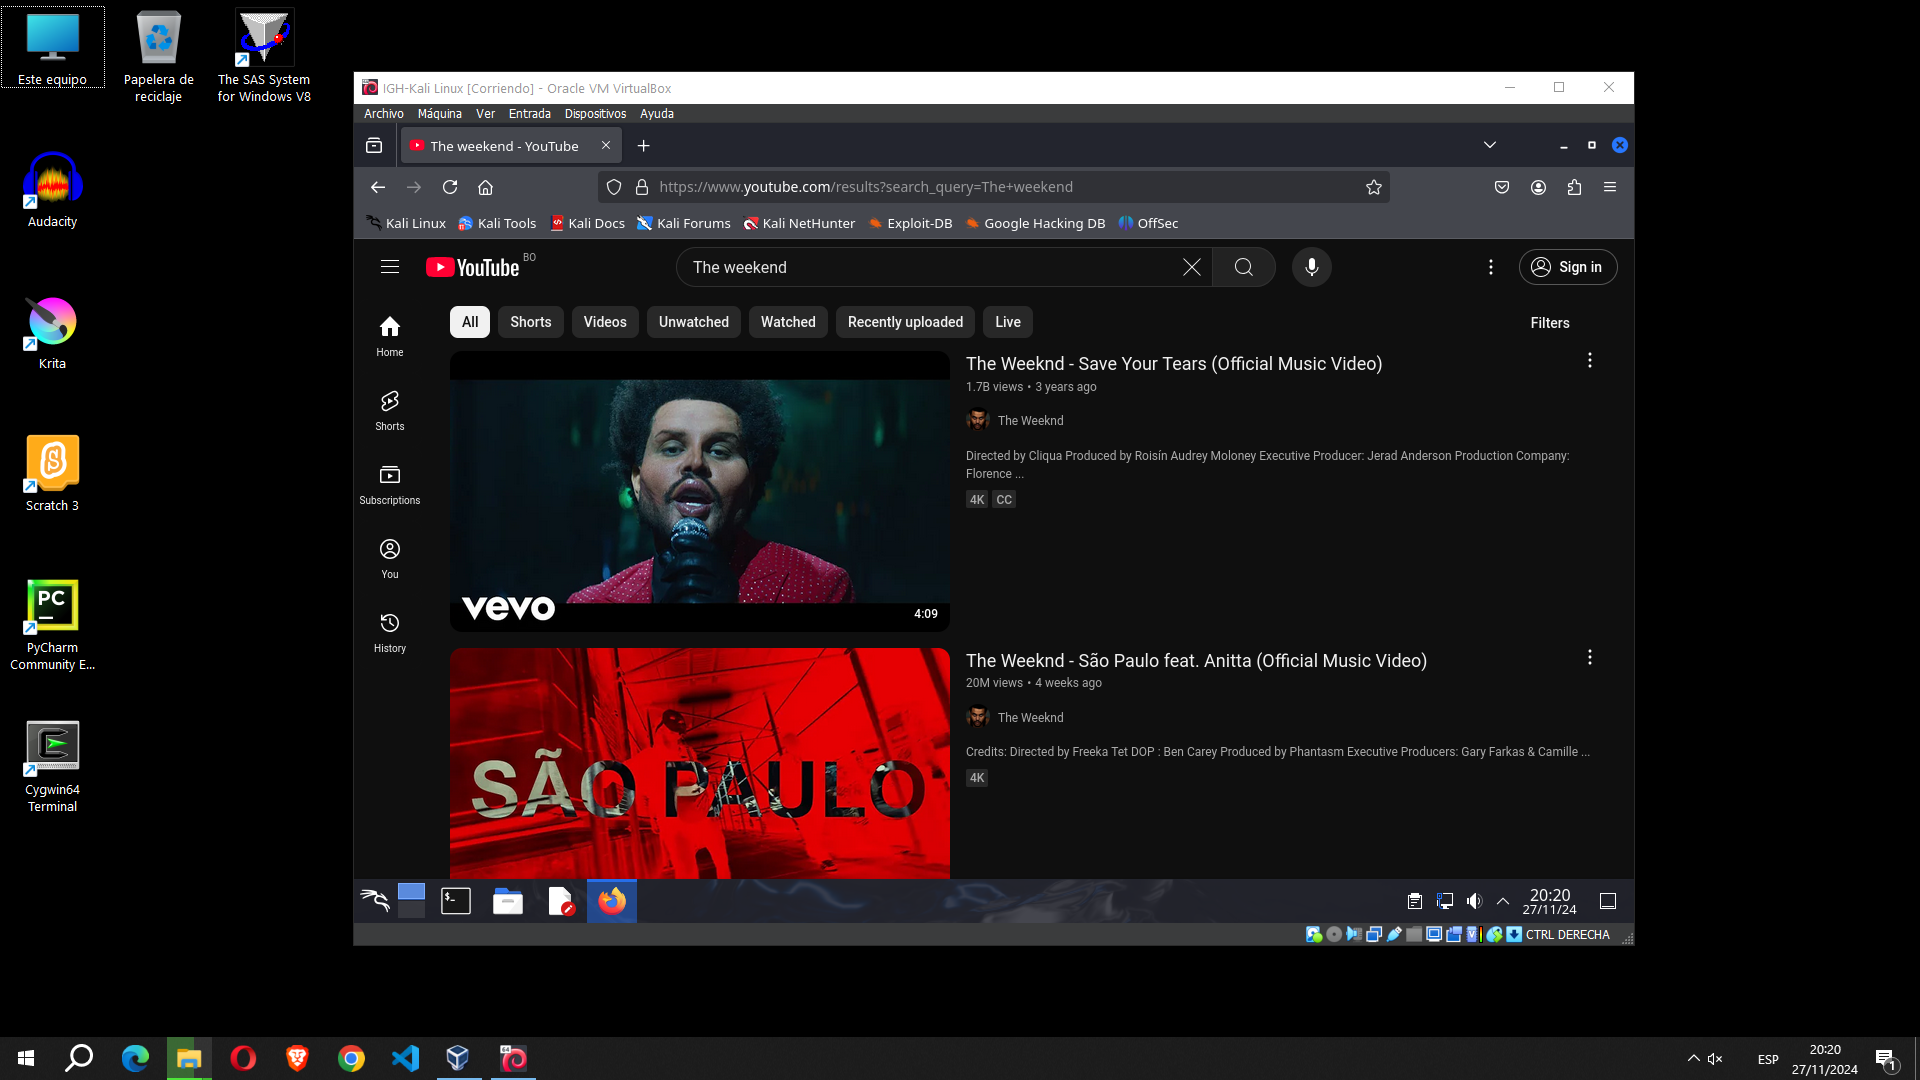 Este equipo
Papelera de
reciclaje
The SAS System
for Windows V8
Audacity
Krita
Scratch 3
PC
PyCharm
Community E...
Cygwin64
Terminal
IGH-Kali Linux [Corriendo] - Oracle VM VirtualBox
Archivo Máquina Ver Entrada Dispositivos Ayuda
The weekend - YouTube
https://www.youtube.com/results?search_query=The+weekend
Kali Linux Kali Tools Kali Docs Kali Forums Kali NetHunter Exploit-DB Google Hacking DB OffSec
YouTube BO
The weekend
Sign in
Home
Shorts
Subscriptions
You
History
All Shorts Videos Unwatched Watched Recently uploaded Live
Filters
vevo
4:09
The Weeknd - Save Your Tears (Official Music Video)
1.7B views • 3 years ago
The Weeknd
Directed by Cliqua Produced by Roisín Audrey Moloney Executive Producer: Jerad Anderson Production Company:
Florence ...
4K CC
SÃO PAULO
The Weeknd - São Paulo feat. Anitta (Official Music Video)
20M views • 4 weeks ago
The Weeknd
Credits: Directed by Freeka Tet DOP : Ben Carey Produced by Phantasm Executive Producers: Gary Farkas & Camille ...
4K
20:20
27/11/24
CTRL DERECHA
ESP
20:20
27/11/2024
1